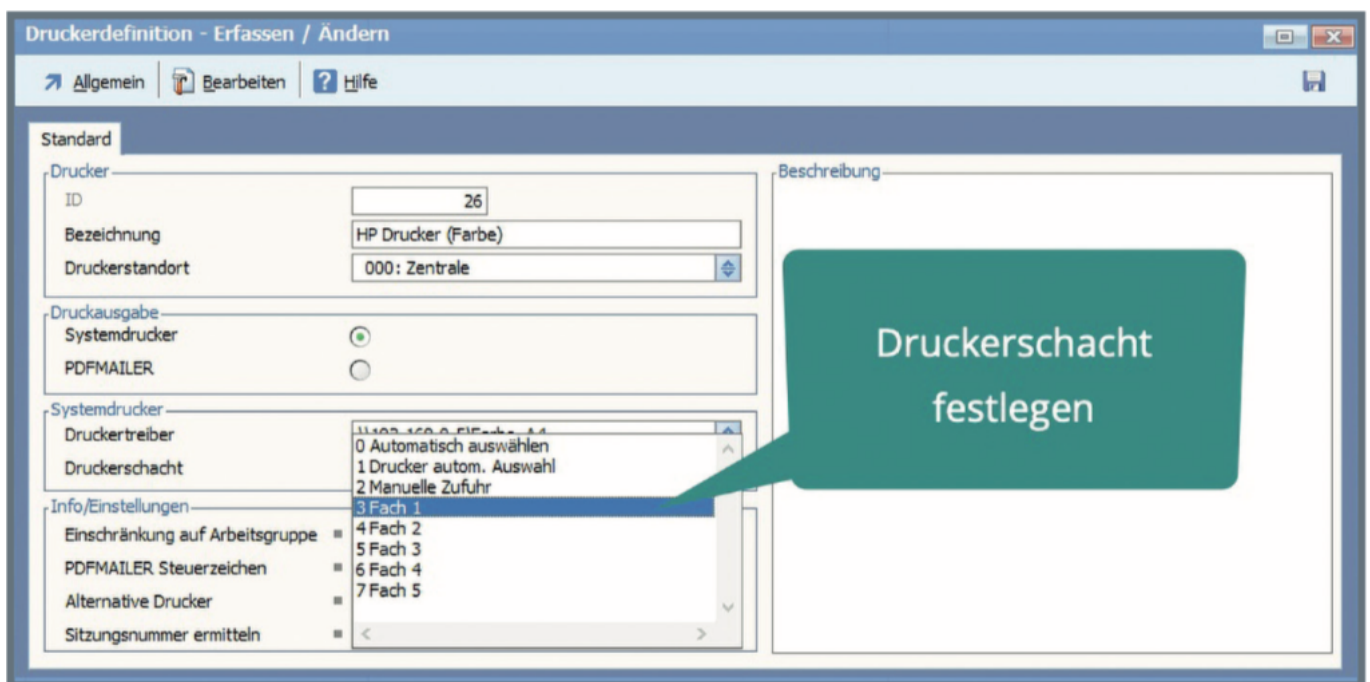 Druckerdefinition - Erfassen / Ändern
Allgemein Bearbeiten ? Hilfe
Standard
Drucker
ID 26
Bezeichnung HP Drucker (Farbe)
Druckerstandort 000: Zentrale
Druckausgabe
Systemdrucker
PDFMAILER
Systemdrucker
Druckertreiber
Druckerschacht
0 Automatisch auswählen
1 Drucker autom. Auswahl
2 Manuelle Zufuhr
3 Fach 1
4 Fach 2
5 Fach 3
6 Fach 4
7 Fach 5
Info/Einstellungen
Einschränkung auf Arbeitsgruppe
PDFMAILER Steuerzeichen
Alternative Drucker
Sitzungsnummer ermitteln
Beschreibung
Druckerschacht
festlegen